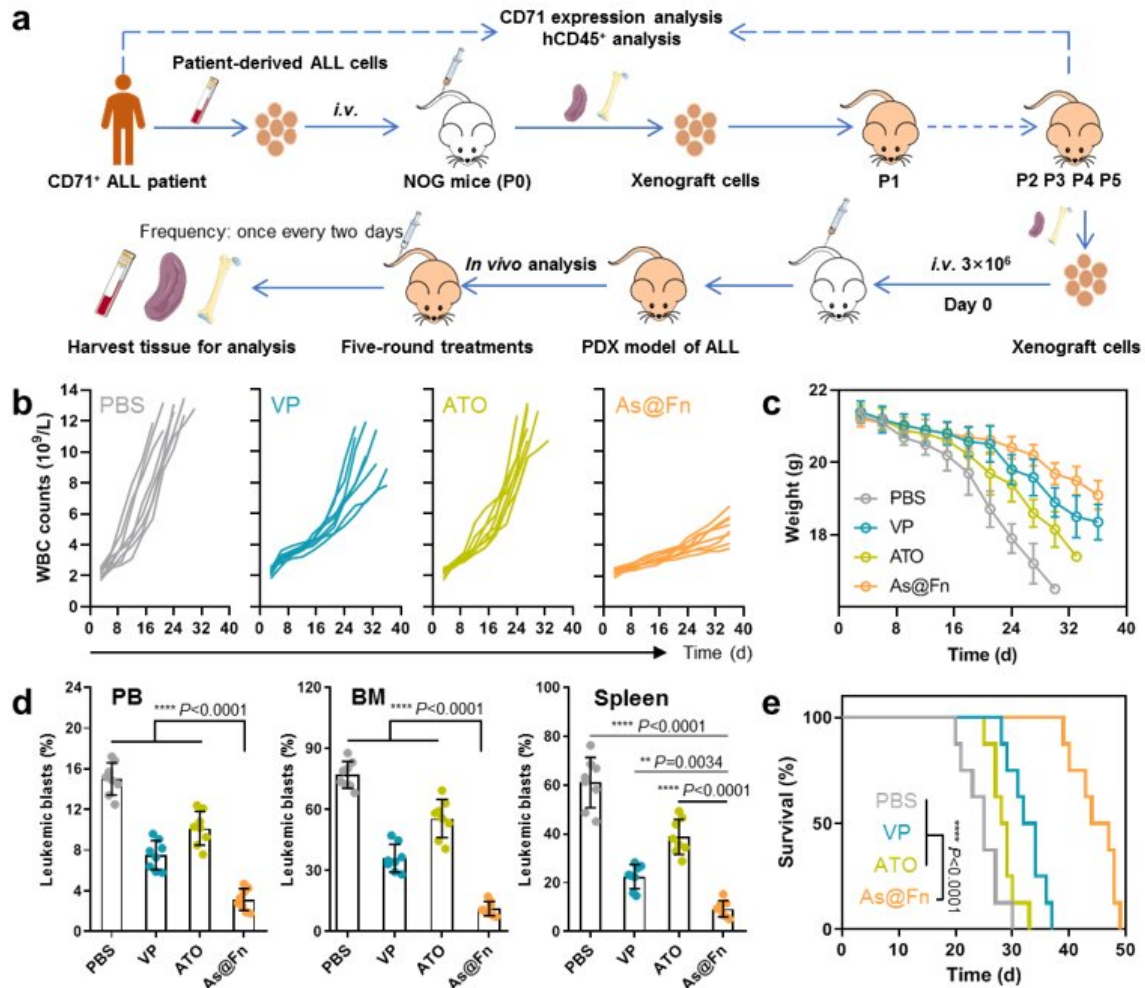 a
CD71 expression analysis
hCD45⁺ analysis
Patient-derived ALL cells
i.v.
CD71⁺ ALL patient
NOG mice (P0)
Xenograft cells
P1
P2 P3 P4 P5
Frequency: once every two days
In vivo analysis
i.v. 3×10⁶
Day 0
Harvest tissue for analysis
Five-round treatments
PDX model of ALL
Xenograft cells
b
WBC counts (10⁹/L)
14
12
10
8
6
4
2
0
PBS
VP
ATO
As@Fn
0 8 16 24 32 40
0 8 16 24 32 40
0 8 16 24 32 40
0 8 16 24 32 40
Time (d)
c
Weight (g)
22
20
18
PBS
VP
ATO
As@Fn
0 8 16 24 32 40
Time (d)
d
PB
Leukemic blasts (%)
24
20
16
12
8
4
0
**** P<0.0001
PBS VP ATO As@Fn
BM
Leukemic blasts (%)
120
90
60
30
0
**** P<0.0001
PBS VP ATO As@Fn
Spleen
Leukemic blasts (%)
100
80
60
40
20
0
**** P<0.0001
** P=0.0034
**** P<0.0001
PBS VP ATO As@Fn
e
Survival (%)
100
50
0
PBS
VP
ATO
As@Fn
**** P<0.0001
0 10 20 30 40 50
Time (d)